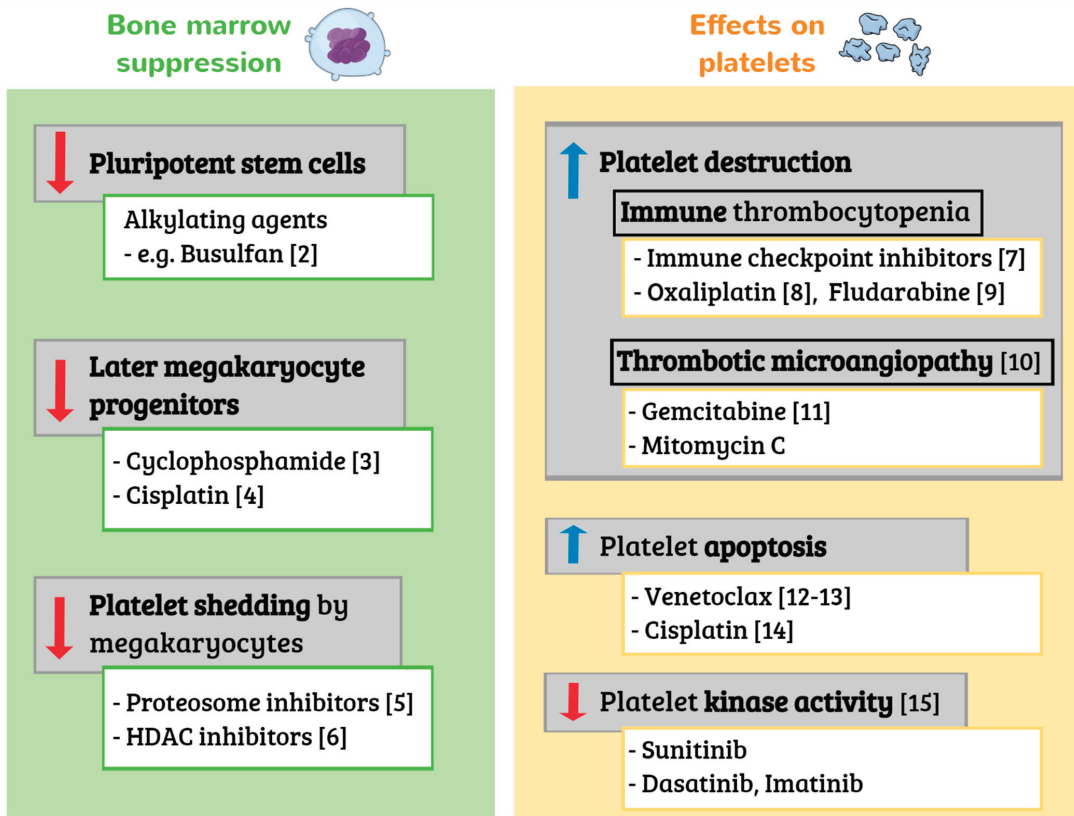 Bone marrow
suppression
Pluripotent stem cells
Alkylating agents
- e.g. Busulfan [2]
Later megakaryocyte
progenitors
- Cyclophosphamide [3]
- Cisplatin [4]
Platelet shedding by
megakaryocytes
- Proteosome inhibitors [5]
- HDAC inhibitors [6]
Effects on
platelets
Platelet destruction
Immune thrombocytopenia
- Immune checkpoint inhibitors [7]
- Oxaliplatin [8], Fludarabine [9]
Thrombotic microangiopathy [10]
- Gemcitabine [11]
- Mitomycin C
Platelet apoptosis
- Venetoclax [12-13]
- Cisplatin [14]
Platelet kinase activity [15]
- Sunitinib
- Dasatinib, Imatinib